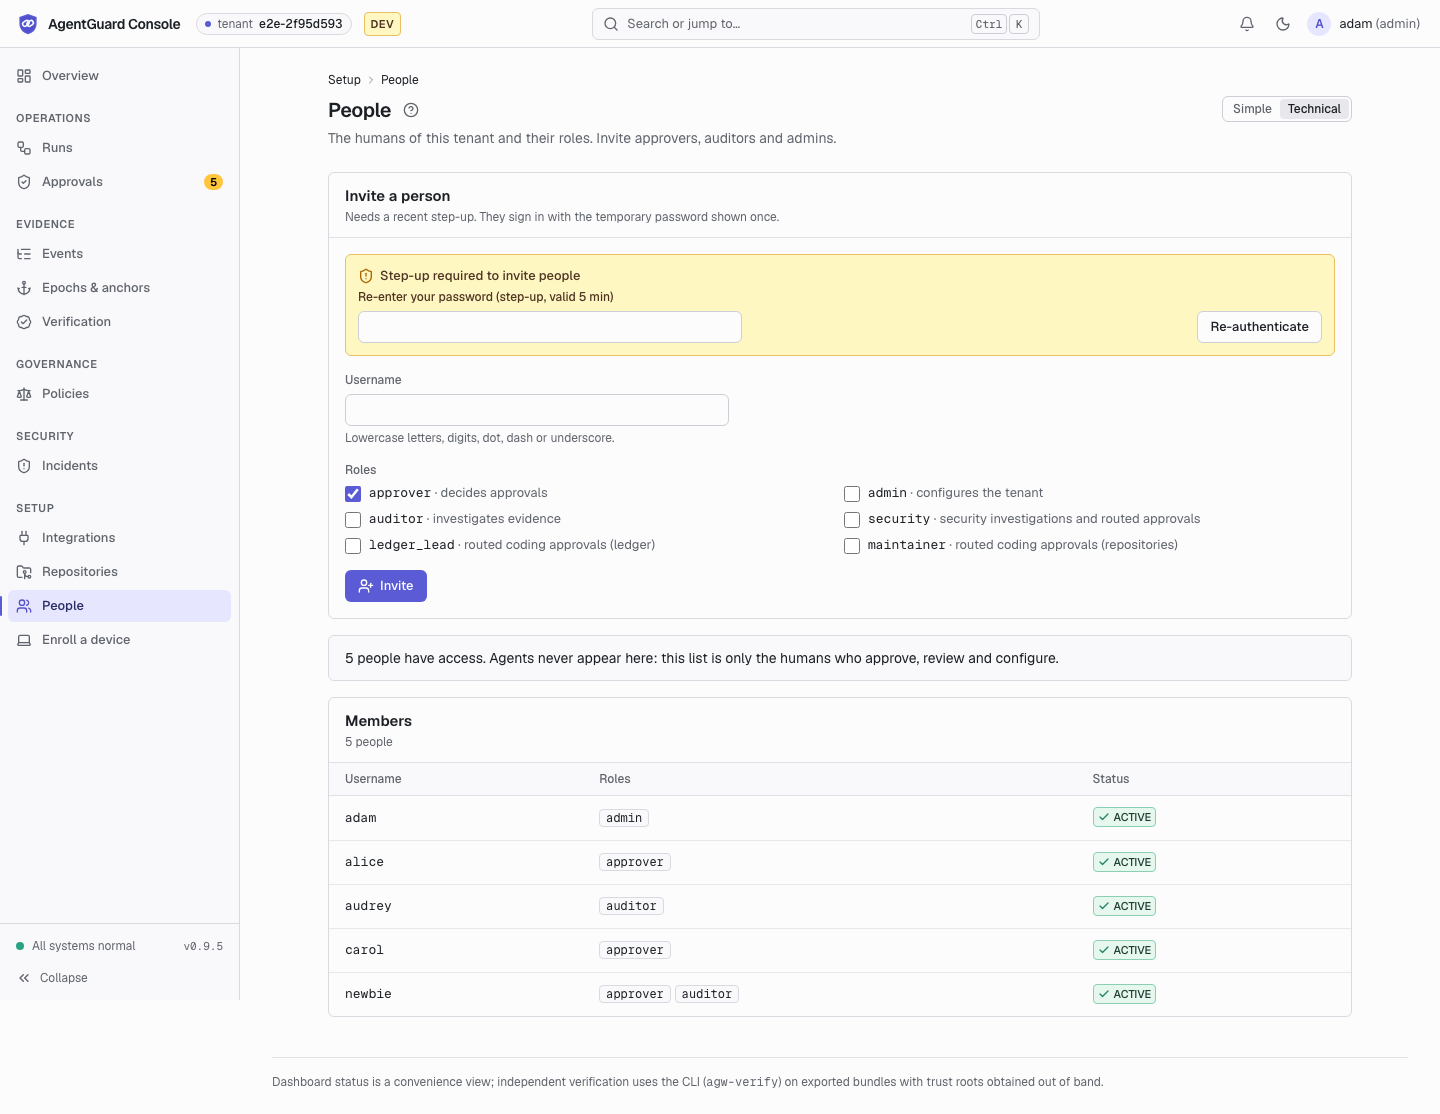 AgentGuard Console
tenant e2e-2f95d593
DEV
Search or jump to...
Ctrl K
A
adam (admin)
Overview
OPERATIONS
Runs
Approvals
5
EVIDENCE
Events
Epochs & anchors
Verification
GOVERNANCE
Policies
SECURITY
Incidents
SETUP
Integrations
Repositories
People
Enroll a device
All systems normal
v0.9.5
Collapse
Setup
People
People
Simple
Technical
The humans of this tenant and their roles. Invite approvers, auditors and admins.
Invite a person
Needs a recent step-up. They sign in with the temporary password shown once.
Step-up required to invite people
Re-enter your password (step-up, valid 5 min)
Re-authenticate
Username
Lowercase letters, digits, dot, dash or underscore.
Roles
approver · decides approvals
admin · configures the tenant
auditor · investigates evidence
security · security investigations and routed approvals
ledger_lead · routed coding approvals (ledger)
maintainer · routed coding approvals (repositories)
Invite
5 people have access. Agents never appear here: this list is only the humans who approve, review and configure.
Members
5 people
Username Roles Status
adam admin ACTIVE
alice approver ACTIVE
audrey auditor ACTIVE
carol approver ACTIVE
newbie approver auditor ACTIVE
Dashboard status is a convenience view; independent verification uses the CLI (agw-verify) on exported bundles with trust roots obtained out of band.